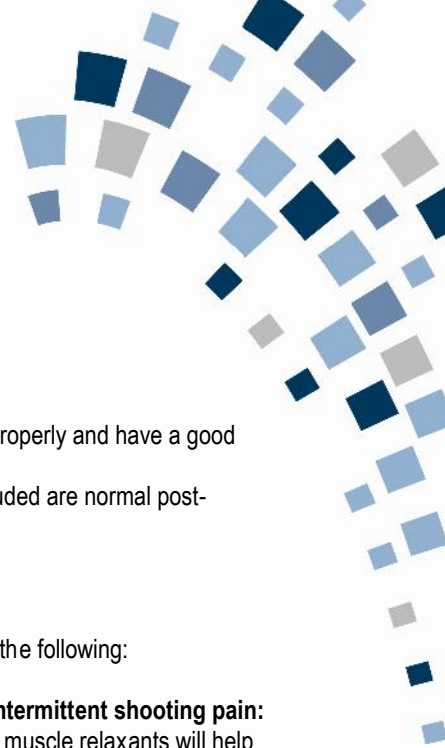 roperly and have a good
uded are normal post-
the following:
ntermittent shooting pain:
muscle relaxants will help